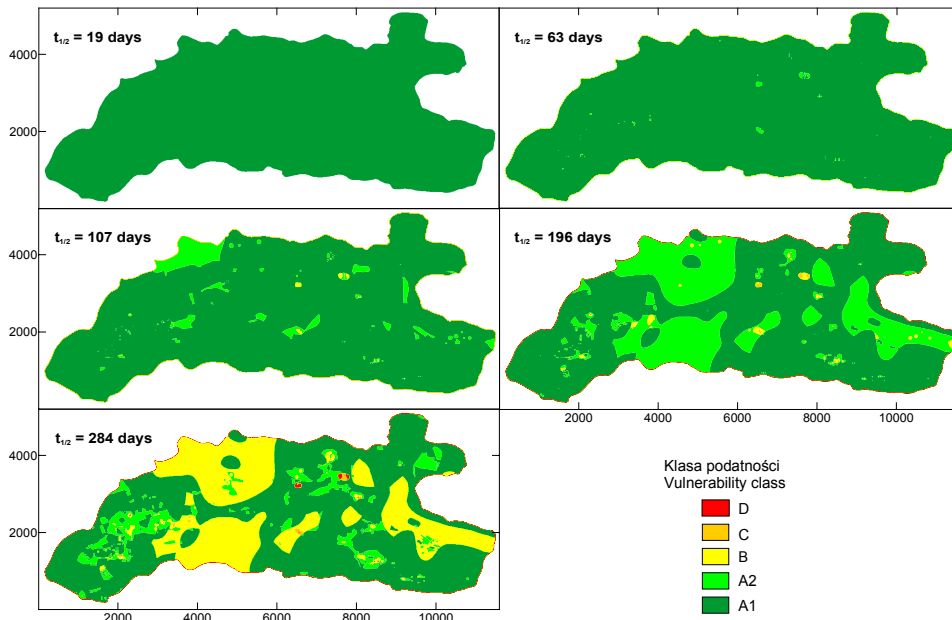 t1/2 = 19 days
t1/2 = 63 days
4000
2000
t1/2 = 107 days
t1/2 = 196 days
4000
2000
2000 4000 6000 8000 10000
t1/2 = 284 days
4000
2000
2000 4000 6000 8000 10000
Klasa podatności
Vulnerability class
D
C
B
A2
A1